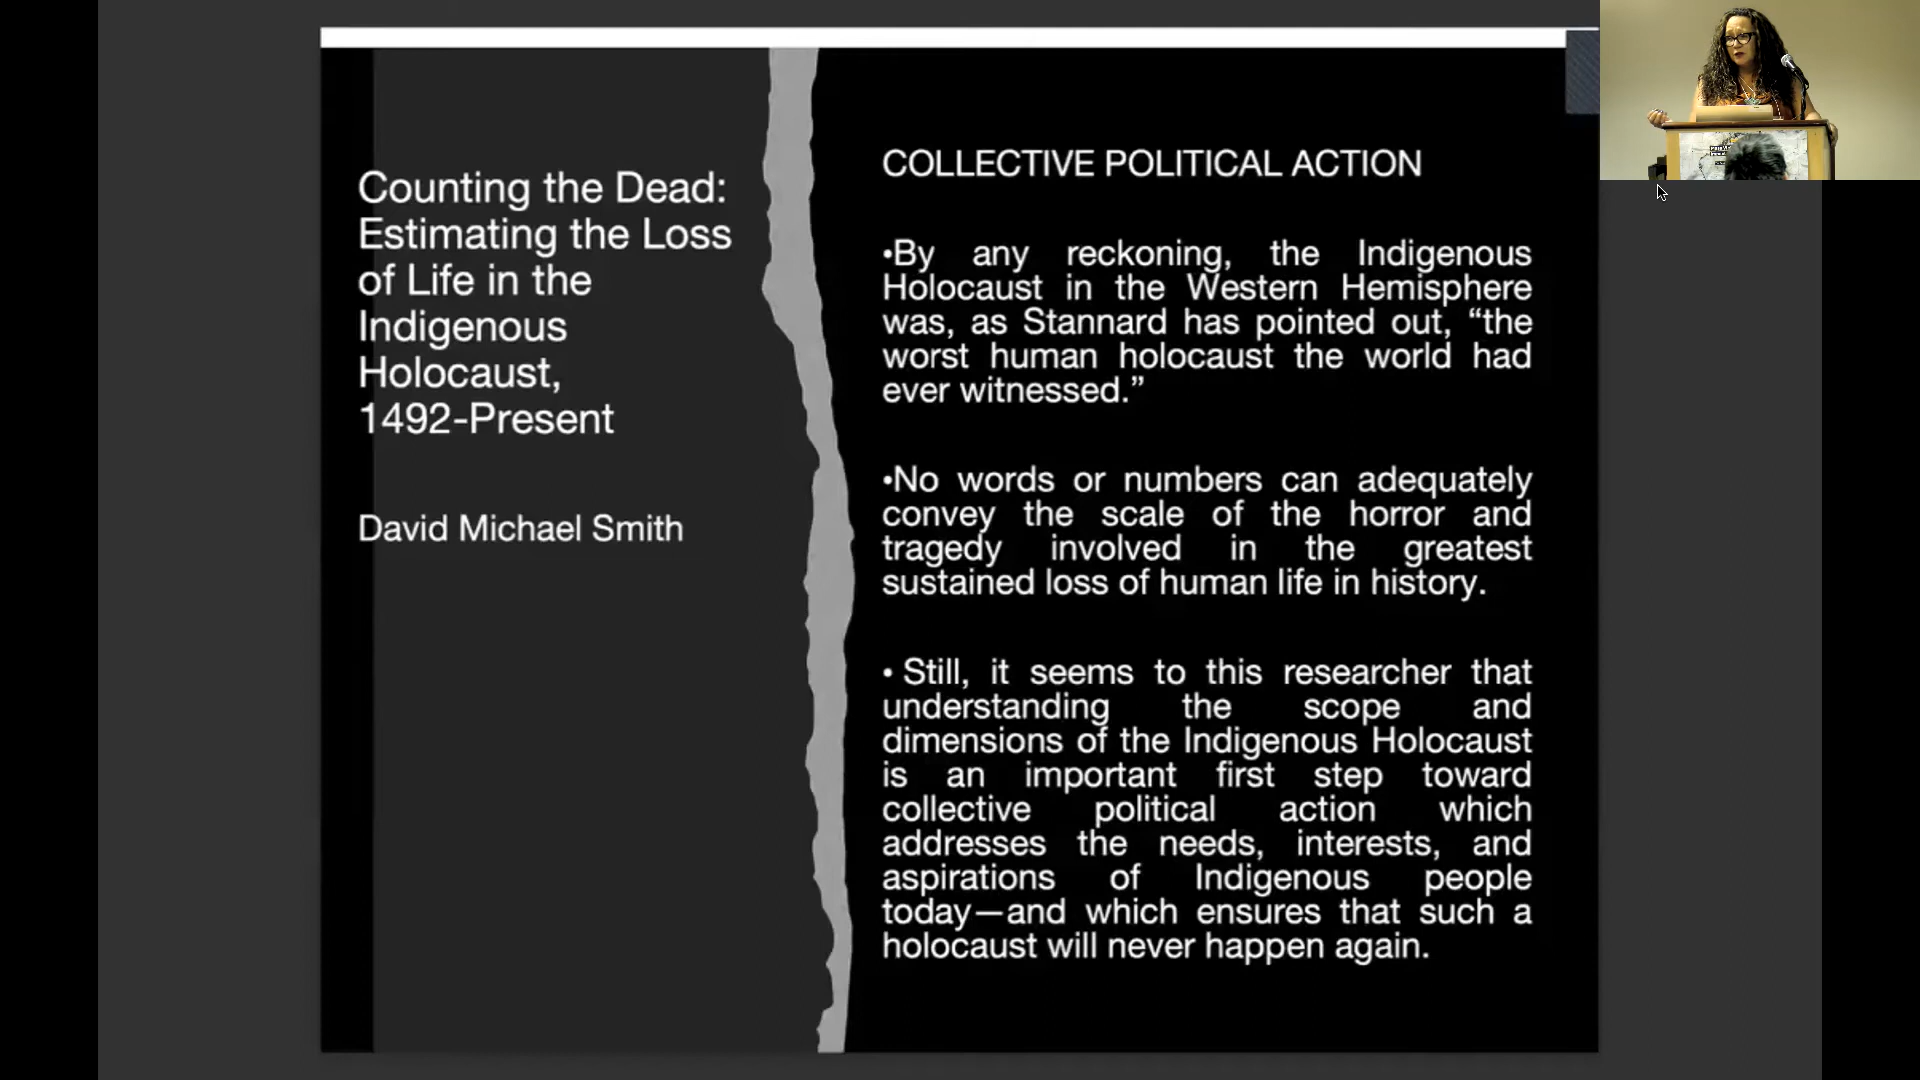 Counting the Dead:
Estimating the Loss
of Life in the
Indigenous
Holocaust,
1492-Present
David Michael Smith
COLLECTIVE POLITICAL ACTION
•By any reckoning, the Indigenous
Holocaust in the Western Hemisphere
was, as Stannard has pointed out, “the
worst human holocaust the world had
ever witnessed.”
•No words or numbers can adequately
convey the scale of the horror and
tragedy involved in the greatest
sustained loss of human life in history.
• Still, it seems to this researcher that
understanding the scope and
dimensions of the Indigenous Holocaust
is an important first step toward
collective political action which
addresses the needs, interests, and
aspirations of Indigenous people
today—and which ensures that such a
holocaust will never happen again.